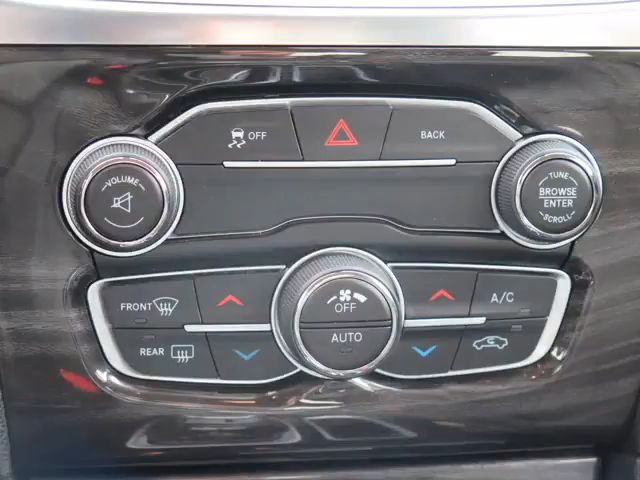 OFF
BACK
VOLUME
TUNE
BROWSE
ENTER
SCROLL
FRONT
OFF
A/C
REAR
AUTO